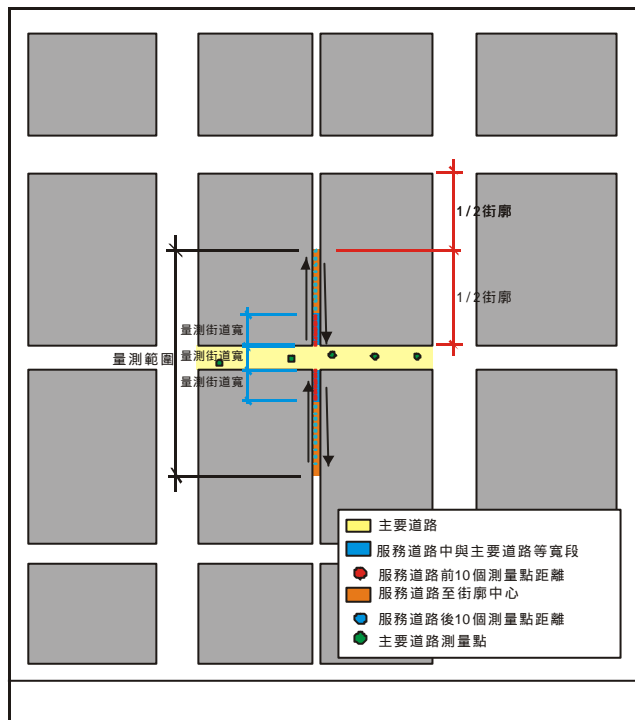 1/2街廓
1/2街廓
量測街道寬
量測範圍
量測街道寬
量測街道寬
主要道路
服務道路中與主要道路等寬段
服務道路前10個測量點距離
服務道路至街廓中心
服務道路後10個測量點距離
主要道路測量點